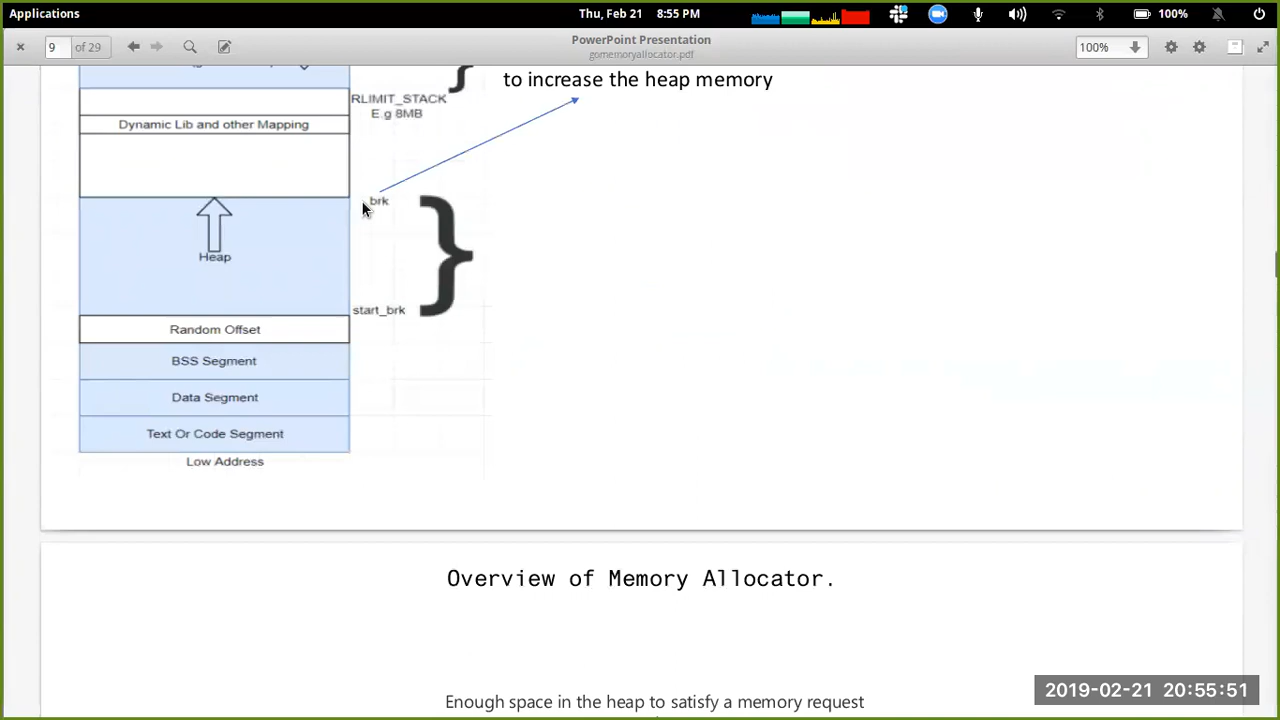 Applications
Thu, Feb 21 8:55 PM
100%
9 of 29
PowerPoint Presentation
gomemoryallocator.pdf
100%
to increase the heap memory
RLIMIT_STACK
E.g 8MB
Dynamic Lib and other Mapping
brk
Heap
start_brk
Random Offset
BSS Segment
Data Segment
Text Or Code Segment
Low Address
Overview of Memory Allocator.
Enough space in the heap to satisfy a memory request
2019-02-21 20:55:51